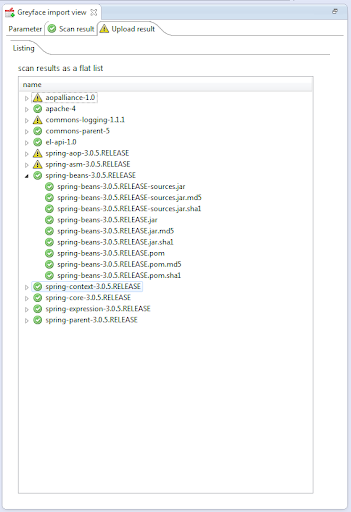 Greyface import view
Parameter Scan result Upload result
Listing
scan results as a flat list
name
aopalliance-1.0
apache-4
commons-logging-1.1.1
commons-parent-5
el-api-1.0
spring-aop-3.0.5.RELEASE
spring-asm-3.0.5.RELEASE
spring-beans-3.0.5.RELEASE
spring-beans-3.0.5.RELEASE-sources.jar
spring-beans-3.0.5.RELEASE-sources.jar.md5
spring-beans-3.0.5.RELEASE-sources.jar.sha1
spring-beans-3.0.5.RELEASE.jar
spring-beans-3.0.5.RELEASE.jar.md5
spring-beans-3.0.5.RELEASE.jar.sha1
spring-beans-3.0.5.RELEASE.pom
spring-beans-3.0.5.RELEASE.pom.md5
spring-beans-3.0.5.RELEASE.pom.sha1
spring-context-3.0.5.RELEASE
spring-core-3.0.5.RELEASE
spring-expression-3.0.5.RELEASE
spring-parent-3.0.5.RELEASE